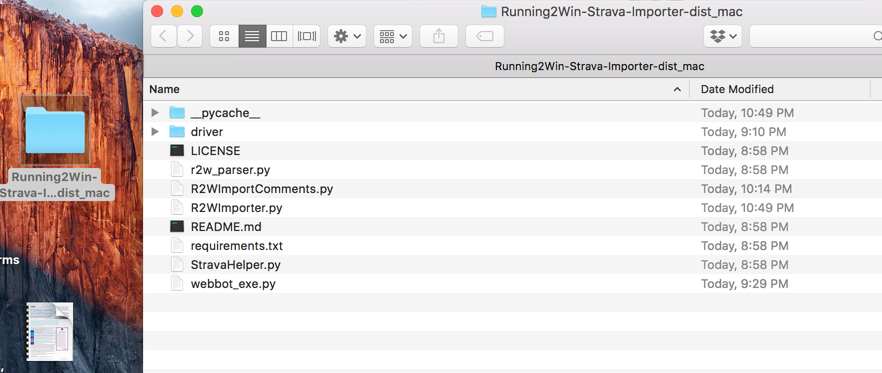 Running2Win-Strava-Importer-dist_mac
Running2Win-Strava-Importer-dist_mac
Name Date Modified
__pycache__ Today, 10:49 PM
driver Today, 9:10 PM
LICENSE Today, 8:58 PM
r2w_parser.py Today, 8:58 PM
R2WImportComments.py Today, 10:14 PM
R2WImporter.py Today, 10:49 PM
README.md Today, 8:58 PM
requirements.txt Today, 8:58 PM
StravaHelper.py Today, 8:58 PM
webbot_exe.py Today, 9:29 PM
Running2Win-
Strava-I...dist_mac
rms